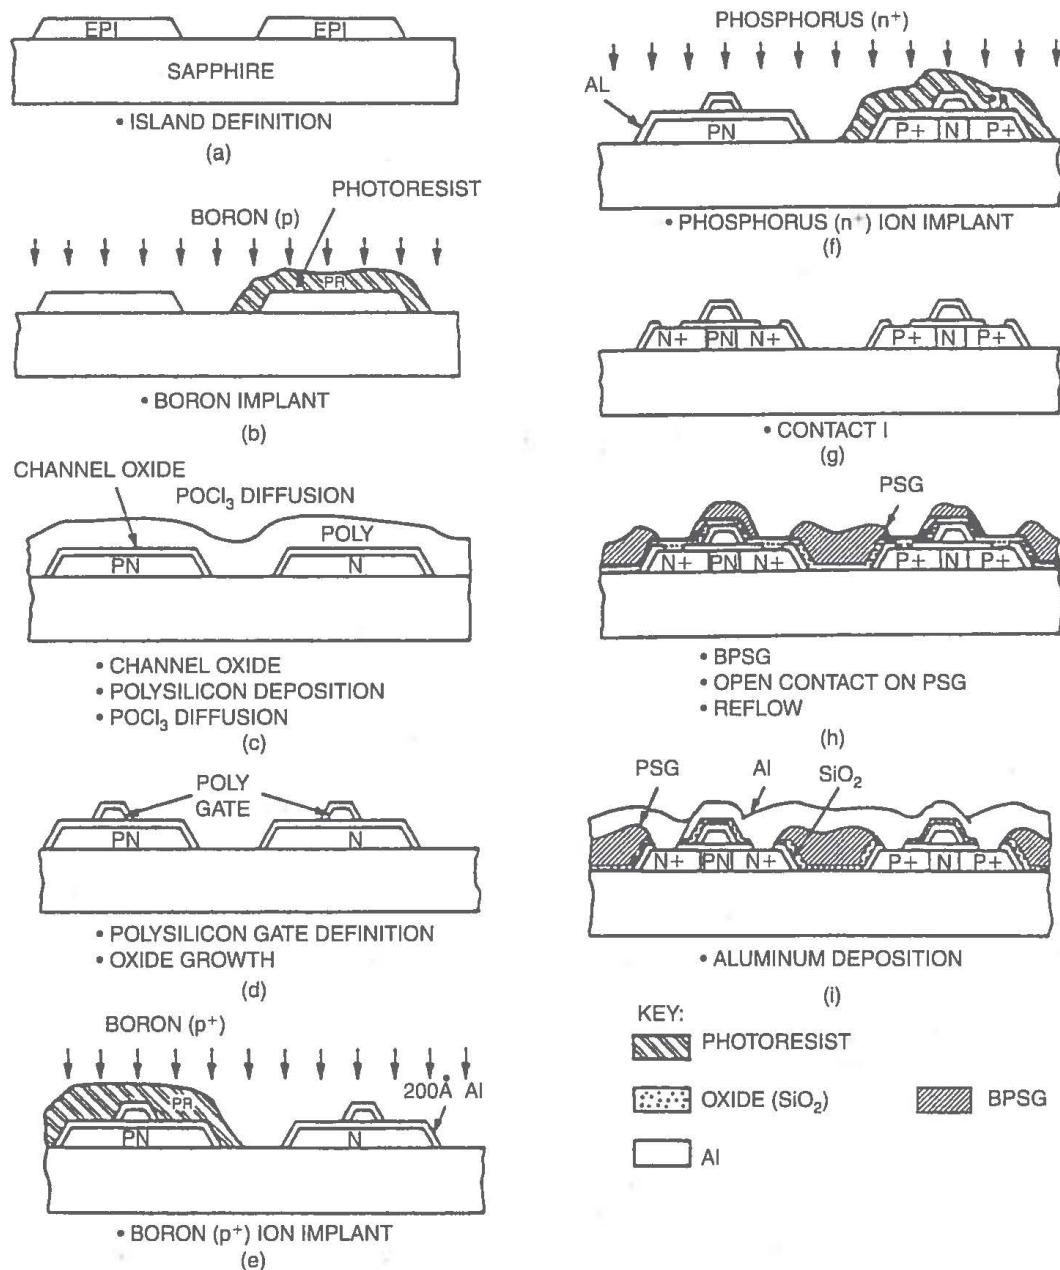 EPI
EPI
SAPPHIRE
• ISLAND DEFINITION
(a)
PHOTORESIST
BORON (p)
PR
• BORON IMPLANT
(b)
CHANNEL OXIDE
POCl₃ DIFFUSION
POLY
PN
N
• CHANNEL OXIDE
• POLYSILICON DEPOSITION
• POCl₃ DIFFUSION
(c)
POLY
GATE
PN
N
• POLYSILICON GATE DEFINITION
• OXIDE GROWTH
(d)
BORON (p⁺)
200Å Al
PR
PN
N
• BORON (p⁺) ION IMPLANT
(e)
PHOSPHORUS (n⁺)
AL
PN
P+ N P+
• PHOSPHORUS (n⁺) ION IMPLANT
(f)
N+ PN N+
P+ N P+
• CONTACT I
(g)
PSG
N+ PN N+
P+ N P+
• BPSG
• OPEN CONTACT ON PSG
• REFLOW
(h)
PSG
Al
SiO₂
N+ PN N+
P+ N P+
• ALUMINUM DEPOSITION
(i)
KEY:
PHOTORESIST
OXIDE (SiO₂)
BPSG
Al